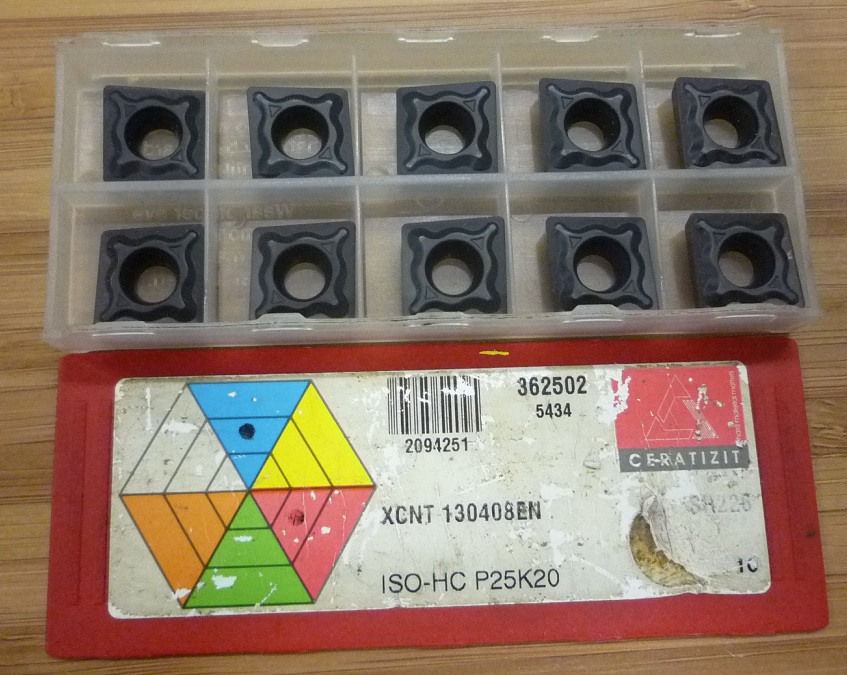 362502
5434
2094251
CERATIZIT
XCNT 130408EN
ISO-HC P25K20
10